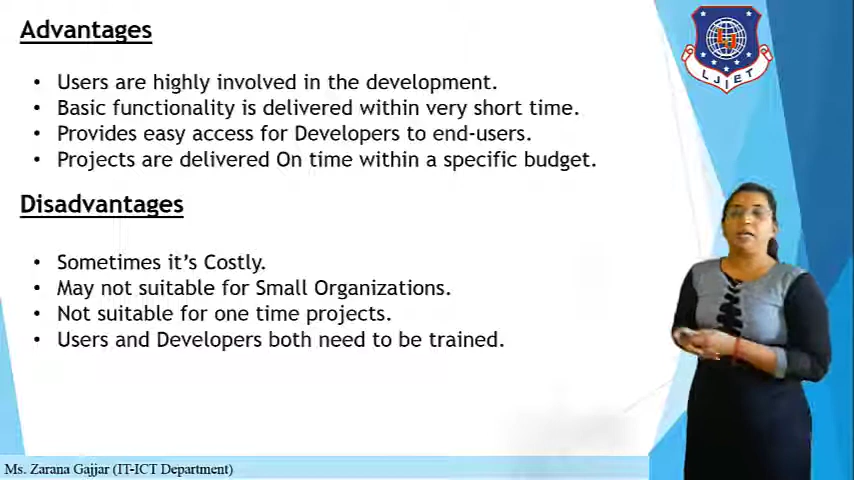 Advantages
• Users are highly involved in the development.
• Basic functionality is delivered within very short time.
• Provides easy access for Developers to end-users.
• Projects are delivered On time within a specific budget.
Disadvantages
• Sometimes it's Costly.
• May not suitable for Small Organizations.
• Not suitable for one time projects.
• Users and Developers both need to be trained.
Ms. Zarana Gajjar (IT-ICT Department)
LJ
LJIET